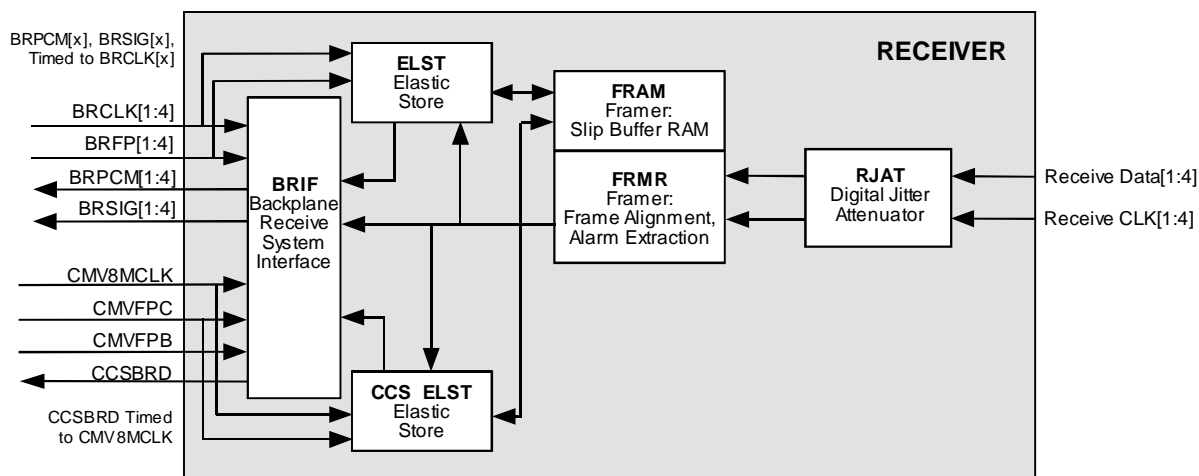 BRPCM[x], BRSIG[x],
Timed to BRCLK[x]
BRCLK[1:4]
BRFP[1:4]
BRPCM[1:4]
BRSIG[1:4]
CMV8MCLK
CMVFPC
CMVFPB
CCSBRD
CCSBRD Timed
to CMV8MCLK
BRIF
Backplane
Receive
System
Interface
ELST
Elastic
Store
CCS ELST
Elastic
Store
FRAM
Framer:
Slip Buffer RAM
FRMR
Framer:
Frame Alignment,
Alarm Extraction
RECEIVER
RJAT
Digital Jitter
Attenuator
Receive Data[1:4]
Receive CLK[1:4]